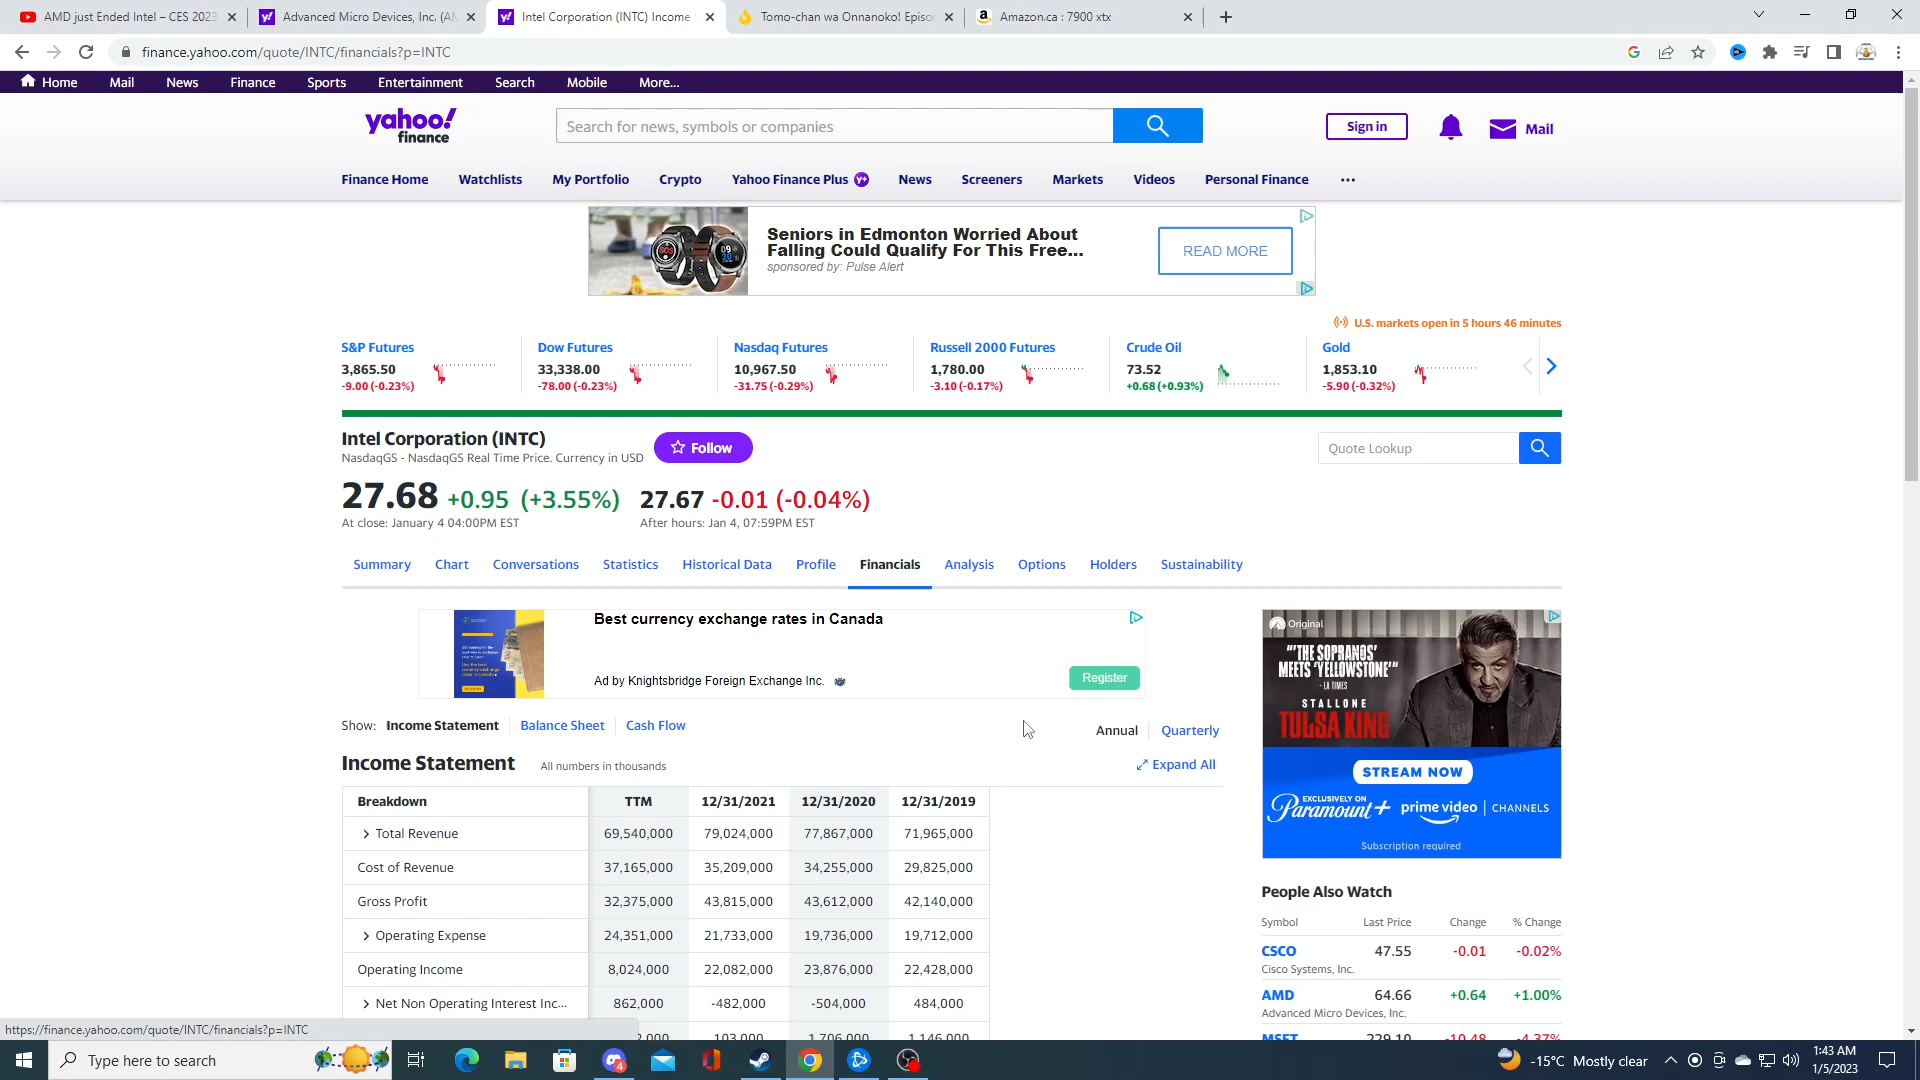 AMD just Ended Intel – CES 2023
Advanced Micro Devices, Inc. (AM
Intel Corporation (INTC) Income
Tomo-chan wa Onnanoko! Episo
Amazon.ca : 7900 xtx
finance.yahoo.com/quote/INTC/financials?p=INTC
Home Mail News Finance Sports Entertainment Search Mobile More...
yahoo!
finance
Search for news, symbols or companies
Sign in
Mail
Finance Home Watchlists My Portfolio Crypto Yahoo Finance Plus News Screeners Markets Videos Personal Finance ...
Seniors in Edmonton Worried About
Falling Could Qualify For This Free...
sponsored by: Pulse Alert
READ MORE
U.S. markets open in 5 hours 46 minutes
S&P Futures
3,865.50
-9.00 (-0.23%)
Dow Futures
33,338.00
-78.00 (-0.23%)
Nasdaq Futures
10,967.50
-31.75 (-0.29%)
Russell 2000 Futures
1,780.00
-3.10 (-0.17%)
Crude Oil
73.52
+0.68 (+0.93%)
Gold
1,853.10
-5.90 (-0.32%)
Intel Corporation (INTC)
NasdaqGS - NasdaqGS Real Time Price. Currency in USD
Follow
Quote Lookup
27.68 +0.95 (+3.55%)
At close: January 4 04:00PM EST
27.67 -0.01 (-0.04%)
After hours: Jan 4, 07:59PM EST
Summary Chart Conversations Statistics Historical Data Profile Financials Analysis Options Holders Sustainability
Best currency exchange rates in Canada
Ad by Knightsbridge Foreign Exchange Inc.
Register
Original
"'THE SOPRANOS'
MEETS 'YELLOWSTONE'"
- LA TIMES
STALLONE
TULSA KING
STREAM NOW
EXCLUSIVELY ON
Paramount+ prime video | CHANNELS
Subscription required
Show: Income Statement Balance Sheet Cash Flow
Annual Quarterly
Income Statement All numbers in thousands
Expand All
Breakdown TTM 12/31/2021 12/31/2020 12/31/2019
Total Revenue 69,540,000 79,024,000 77,867,000 71,965,000
Cost of Revenue 37,165,000 35,209,000 34,255,000 29,825,000
Gross Profit 32,375,000 43,815,000 43,612,000 42,140,000
Operating Expense 24,351,000 21,733,000 19,736,000 19,712,000
Operating Income 8,024,000 22,082,000 23,876,000 22,428,000
Net Non Operating Interest Inc... 862,000 -482,000 -504,000 484,000
103,000 1,706,000 1,146,000
People Also Watch
Symbol Last Price Change % Change
CSCO 47.55 -0.01 -0.02%
Cisco Systems, Inc.
AMD 64.66 +0.64 +1.00%
Advanced Micro Devices, Inc.
MSFT 229.10 -10.48 -4.37%
https://finance.yahoo.com/quote/INTC/financials?p=INTC
Type here to search
4
-15°C Mostly clear
1:43 AM
1/5/2023